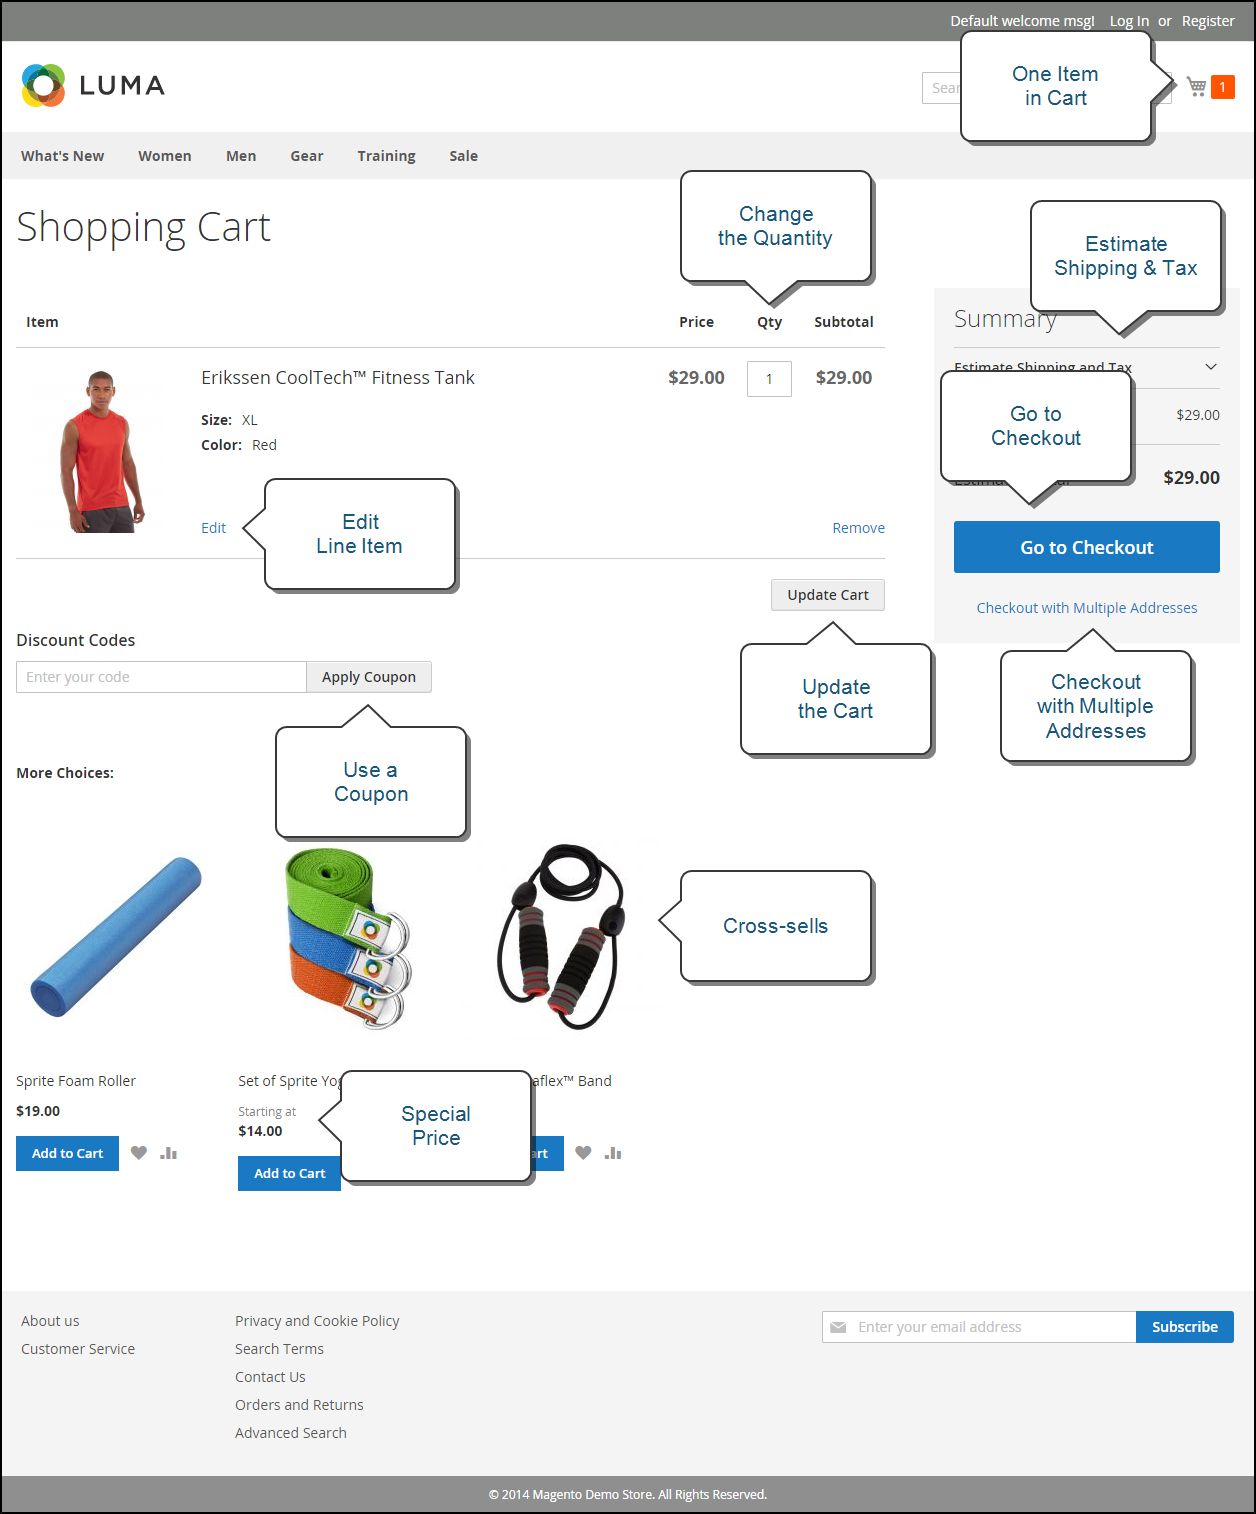 Default welcome msg! Log In or Register
LUMA
One Item
in Cart
1
What's New Women Men Gear Training Sale
Shopping Cart
Change
the Quantity
Estimate
Shipping & Tax
Item Price Qty Subtotal
Summary
Erikssen CoolTech™ Fitness Tank
$29.00 1 $29.00
Size: XL
Color: Red
Edit
Edit
Line Item
Remove
Estimate Shipping and Tax
Go to
Checkout
$29.00
$29.00
Go to Checkout
Checkout with Multiple Addresses
Update Cart
Update
the Cart
Checkout
with Multiple
Addresses
Discount Codes
Enter your code Apply Coupon
Use a
Coupon
More Choices:
Cross-sells
Sprite Foam Roller
$19.00
Add to Cart
Set of Sprite
Starting at
$14.00
Add to Cart
Special
Price
Band
© 2014 Magento Demo Store. All Rights Reserved.
About us
Customer Service
Privacy and Cookie Policy
Search Terms
Contact Us
Orders and Returns
Advanced Search
Enter your email address Subscribe